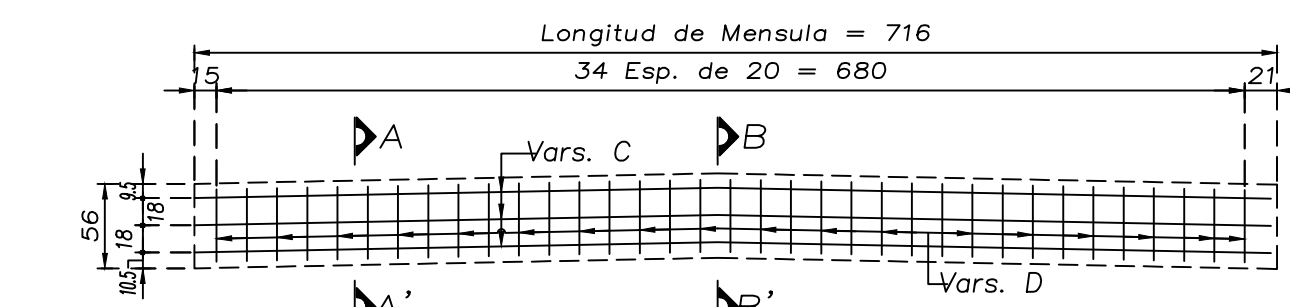 Longitud de Mensula = 716
15
34 Esp. de 20 = 680
21
A
B
Vars. C
9.5
18
56
18
10.5
Vars. D
A'
B'